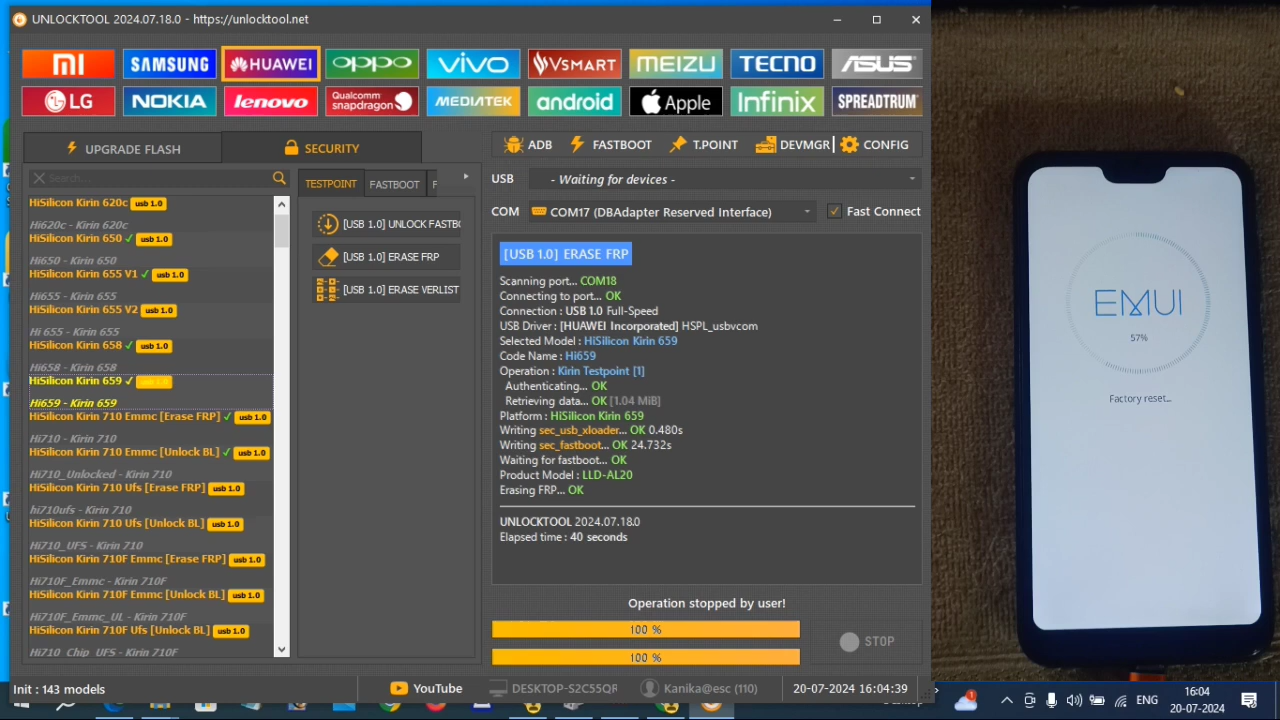 UNLOCKTOOL 2024.07.18.0 - https://unlocktool.net
mi SAMSUNG HUAWEI oppo vivo VSMART MEIZU TECNO ASUS
LG NOKIA lenovo Qualcomm snapdragon MEDIATEK android Apple Infinix SPREADTRUM
UPGRADE FLASH SECURITY
ADB FASTBOOT T.POINT DEVMGR CONFIG
Search...
TESTPOINT FASTBOOT F
USB - Waiting for devices -
COM COM17 (DBAdapter Reserved Interface) Fast Connect
HiSilicon Kirin 620c usb 1.0
Hi620c - Kirin 620c
HiSilicon Kirin 650 ✓ usb 1.0
Hi650 - Kirin 650
HiSilicon Kirin 655 V1 ✓ usb 1.0
Hi655 - Kirin 655
HiSilicon Kirin 655 V2 usb 1.0
Hi655 - Kirin 655
HiSilicon Kirin 658 ✓ usb 1.0
Hi658 - Kirin 658
HiSilicon Kirin 659 ✓ usb 1.0
Hi659 - Kirin 659
HiSilicon Kirin 710 Emmc [Erase FRP] ✓ usb 1.0
Hi710 - Kirin 710
HiSilicon Kirin 710 Emmc [Unlock BL] ✓ usb 1.0
Hi710_Unlocked - Kirin 710
HiSilicon Kirin 710 Ufs [Erase FRP] usb 1.0
hi710ufs - Kirin 710
HiSilicon Kirin 710 Ufs [Unlock BL] usb 1.0
Hi710_UFS - Kirin 710
HiSilicon Kirin 710F Emmc [Erase FRP] usb 1.0
Hi710F_Emmc - Kirin 710F
HiSilicon Kirin 710F Emmc [Unlock BL] usb 1.0
Hi710F_Emmc_UL - Kirin 710F
HiSilicon Kirin 710F Ufs [Unlock BL] usb 1.0
Hi710_Chip_UFS - Kirin 710F
[USB 1.0] UNLOCK FASTBO
[USB 1.0] ERASE FRP
[USB 1.0] ERASE VERLIST
[USB 1.0] ERASE FRP
Scanning port... COM18
Connecting to port... OK
Connection : USB 1.0 Full-Speed
USB Driver : [HUAWEI Incorporated] HSPL_usbvcom
Selected Model : HiSilicon Kirin 659
Code Name : Hi659
Operation : Kirin Testpoint [1]
Authenticating... OK
Retrieving data... OK [1.04 MiB]
Platform : HiSilicon Kirin 659
Writing sec_usb_xloader... OK 0.480s
Writing sec_fastboot... OK 24.732s
Waiting for fastboot... OK
Product Model : LLD-AL20
Erasing FRP... OK
UNLOCKTOOL 2024.07.18.0
Elapsed time : 40 seconds
Operation stopped by user!
100 %
100 %
STOP
Init : 143 models YouTube DESKTOP-S2C55QR Kanika@esc (110) 20-07-2024 16:04:39
EMUI
57%
Factory reset...
1 ENG 16:04
20-07-2024